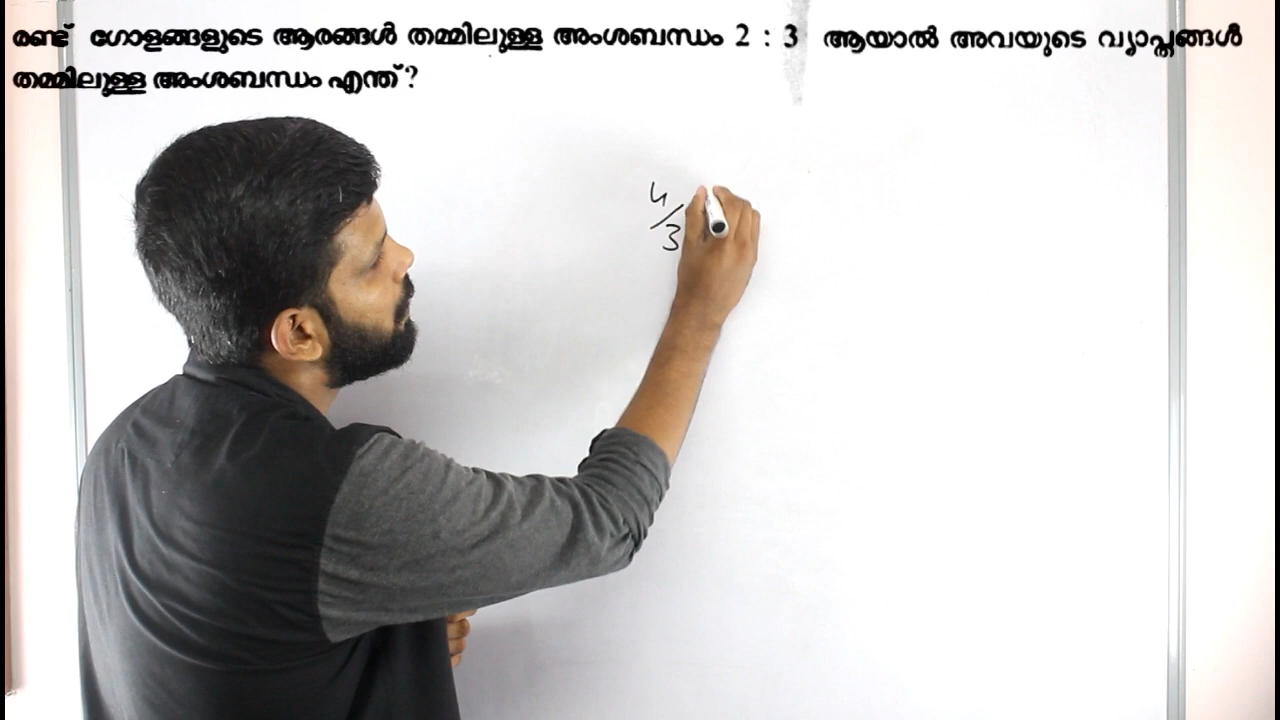 രണ്ട് ഗോളങ്ങളുടെ ആരങ്ങൾ തമ്മിലുള്ള അംശബന്ധം 2 : 3 ആയാൽ അവയുടെ വ്യാപ്തങ്ങൾ
തമ്മിലുള്ള അംശബന്ധം എന്ത് ?
4/3